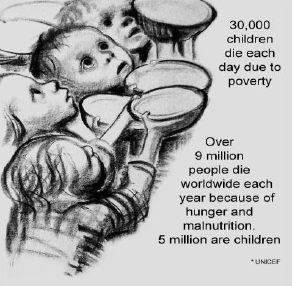 30,000
children
die each
day due to
poverty
Over
9 million
people die
worldwide each
year because of
hunger and
malnutrition.
5 million are children
* UNICEF